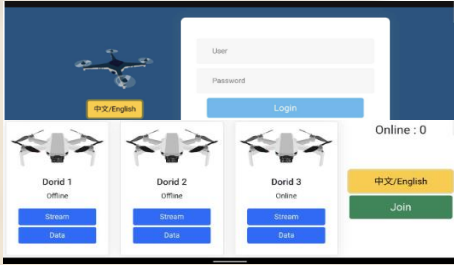 User
Password
中文/English
Login
Online : 0
Dorid 1
Offline
Stream
Data
Dorid 2
Offline
Stream
Data
Dorid 3
Online
Stream
Data
中文/English
Join